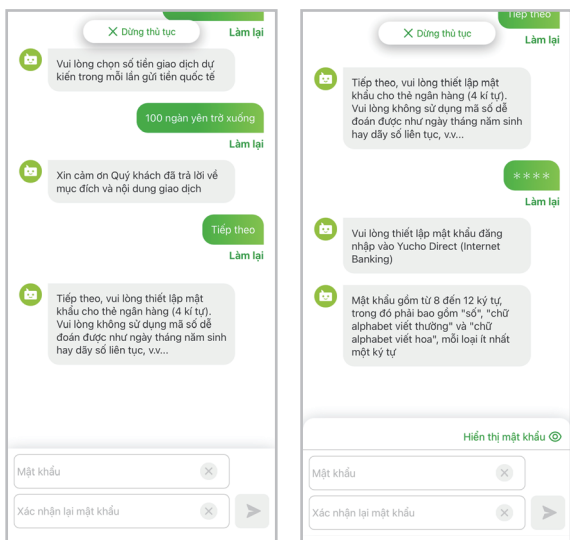 Dừng thủ tục
Làm lại
Vui lòng chọn số tiền giao dịch dự
kiến trong mỗi lần gửi tiền quốc tế
100 ngàn yên trở xuống
Làm lại
Xin cảm ơn Quý khách đã trả lời về
mục đích và nội dung giao dịch
Tiếp theo
Làm lại
Tiếp theo, vui lòng thiết lập mật
khẩu cho thẻ ngân hàng (4 kí tự).
Vui lòng không sử dụng mã số dễ
đoán được như ngày tháng năm sinh
hay dãy số liên tục, v.v...
Mật khẩu
Xác nhận lại mật khẩu
Tiếp theo
Dừng thủ tục
Làm lại
Tiếp theo, vui lòng thiết lập mật
khẩu cho thẻ ngân hàng (4 kí tự).
Vui lòng không sử dụng mã số dễ
đoán được như ngày tháng năm sinh
hay dãy số liên tục, v.v...
****
Làm lại
Vui lòng thiết lập mật khẩu đăng
nhập vào Yucho Direct (Internet
Banking)
Mật khẩu gồm từ 8 đến 12 ký tự,
trong đó phải bao gồm "số", "chữ
alphabet viết thường" và "chữ
alphabet viết hoa", mỗi loại ít nhất
một ký tự
Hiển thị mật khẩu
Mật khẩu
Xác nhận lại mật khẩu